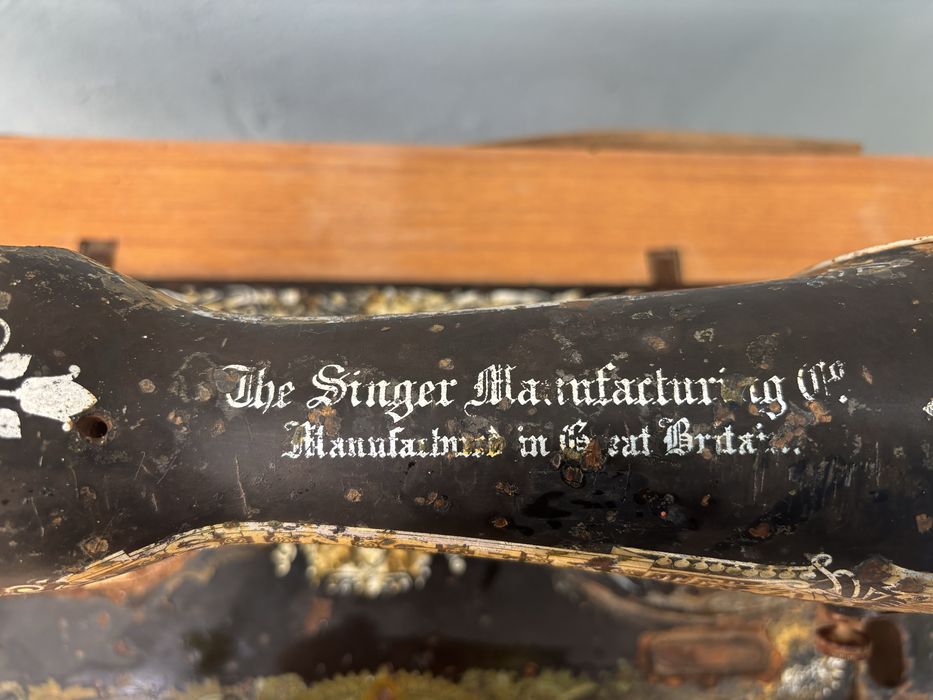 The Singer Manufacturing Co.
Manufactured in Great Britain.